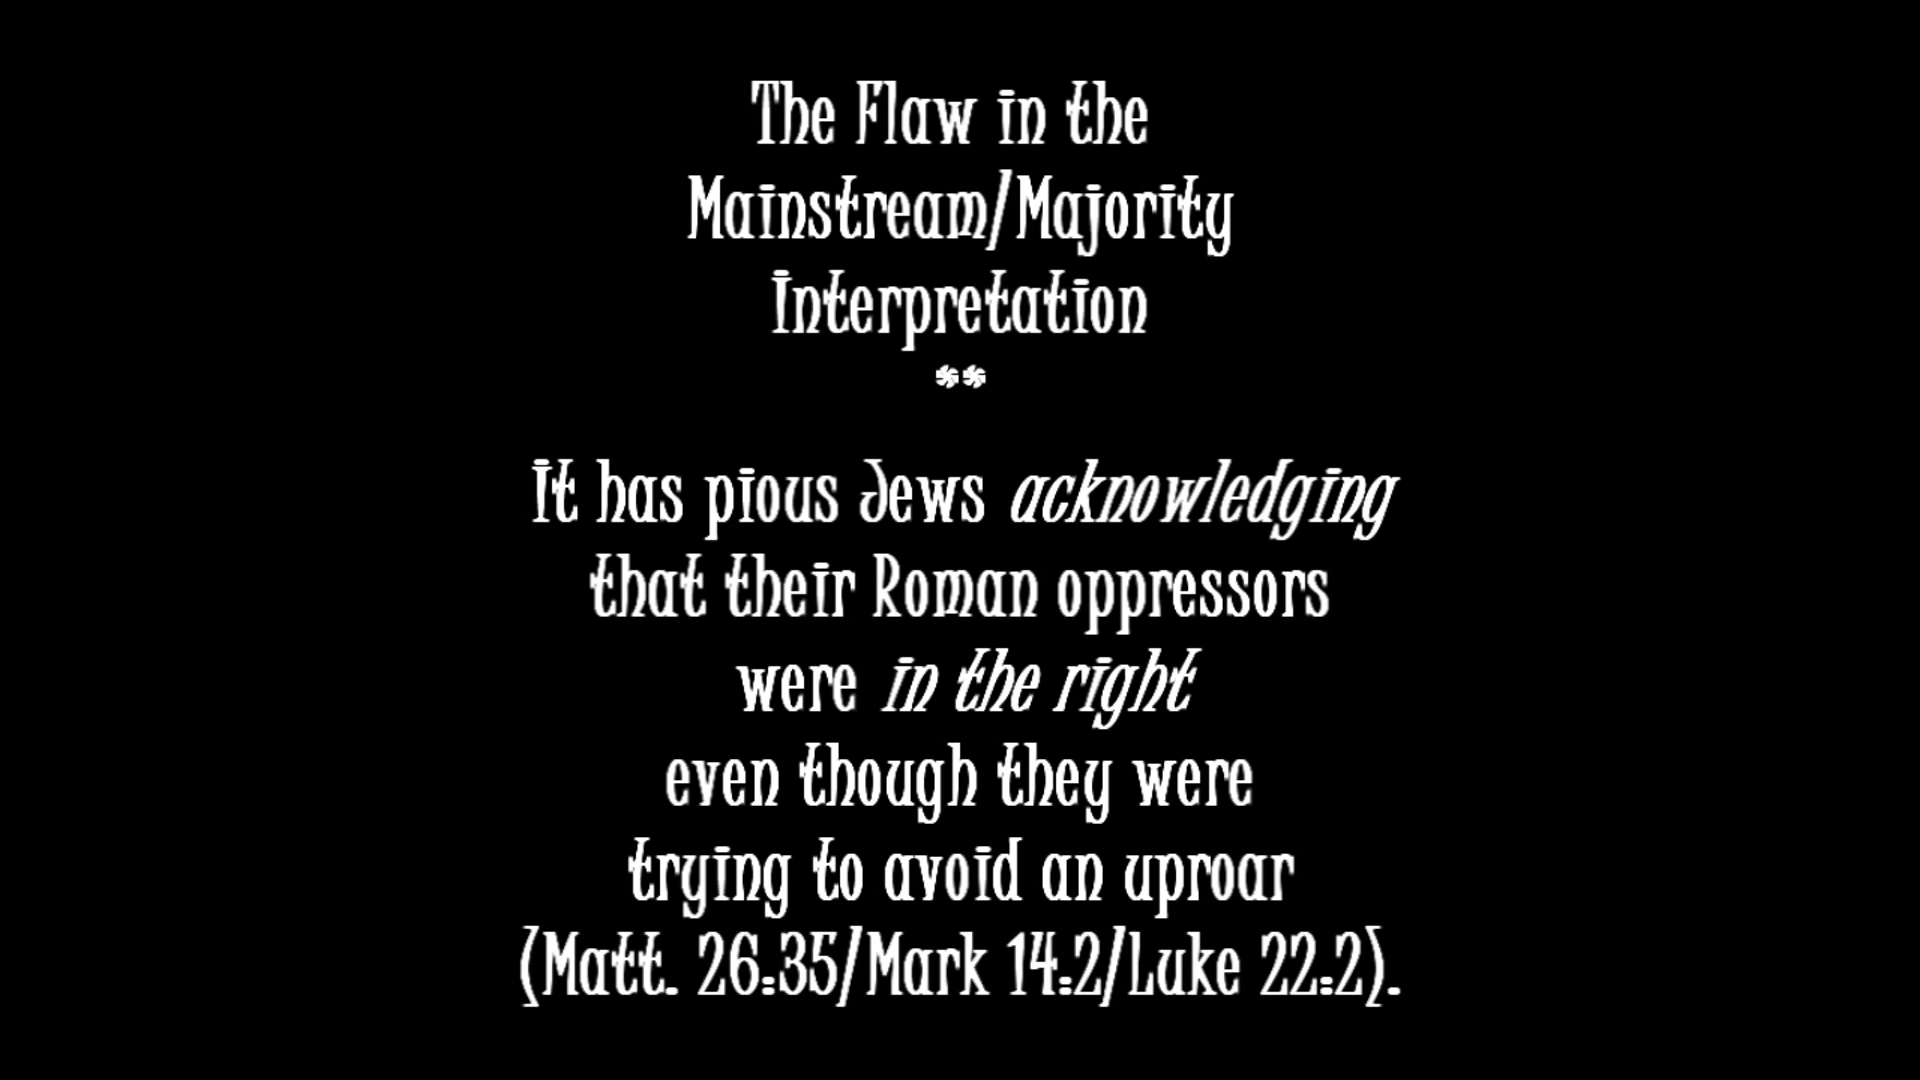 The Flaw in the
Mainstream/Majority
Interpretation
**
It has pious Jews acknowledging
that their Roman oppressors
were in the right
even though they were
trying to avoid an uproar
(Matt. 26:35/Mark 14:2/Luke 22:2).